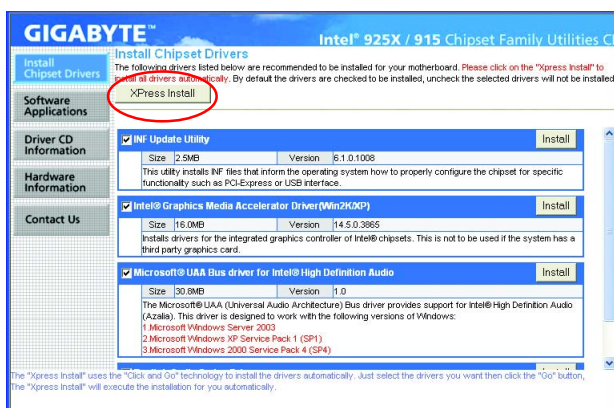 GIGABYTE™
Intel® 925X / 915 Chipset Family Utilities C
Install
Chipset Drivers
Software
Applications
Driver CD
Information
Hardware
Information
Contact Us
Install Chipset Drivers
The following drivers listed below are recommended to be installed for your motherboard. Please click on the "Xpress Install" to
install all drivers automatically. By default the drivers are checked to be installed, uncheck the selected drivers will not be installed
XPress Install
INF Update Utility Install
Size 2.5MB Version 6.1.0.1008
This utility installs INF files that inform the operating system how to properly configure the chipset for specific
functionality such as PCI-Express or USB interface.
Intel® Graphics Media Accelerator Driver(Win2K/XP) Install
Size 16.0MB Version 14.5.0.3865
Installs drivers for the integrated graphics controller of Intel® chipsets. This is not to be used if the system has a
third party graphics card.
Microsoft® UAA Bus driver for Intel® High Definition Audio Install
Size 30.8MB Version 1.0
The Microsoft® UAA (Universal Audio Architecture) Bus driver provides support for Intel® High Definition Audio
(Azalia). This driver is designed to work with the following versions of Windows:
1.Microsoft Windows Server 2003
2.Microsoft Windows XP Service Pack 1 (SP1)
3.Microsoft Windows 2000 Service Pack 4 (SP4)
The "Xpress Install" uses the "Click and Go" technology to install the drivers automatically. Just select the drivers you want then click the "Go" button,
The "Xpress Install" will execute the installation for you automatically.